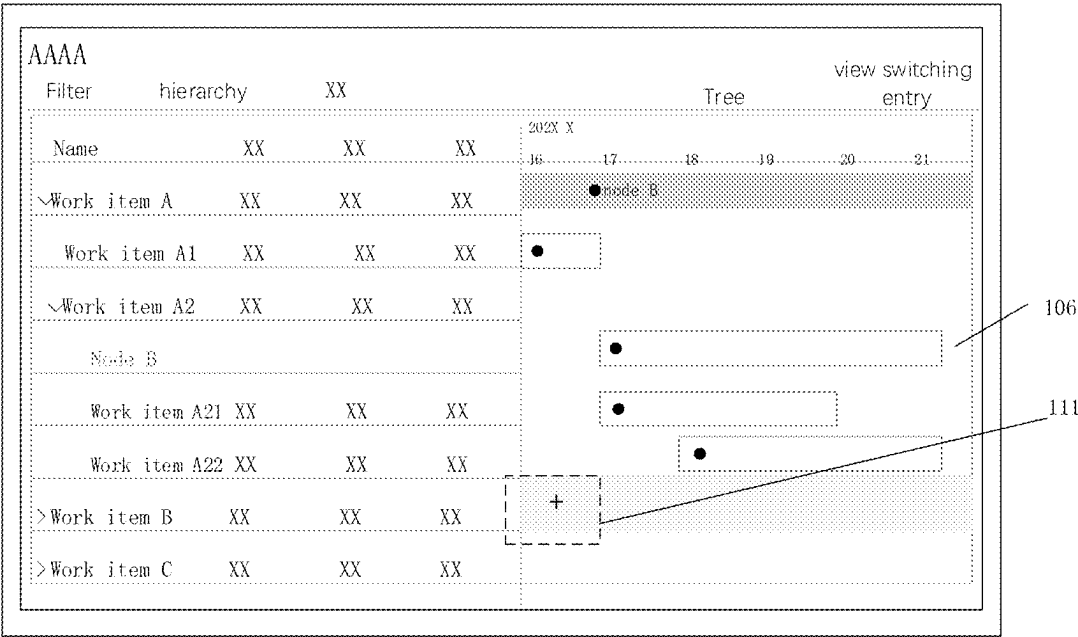 AAAA
view switching
entry
Filter hierarchy XX Tree
202X X
Name XX XX XX
16 17 18 19 20 21
Work item A XX XX XX node B
Work item A1 XX XX XX
Work item A2 XX XX XX
106
Node B
Work item A21 XX XX XX
111
Work item A22 XX XX XX
+
Work item B XX XX XX
Work item C XX XX XX